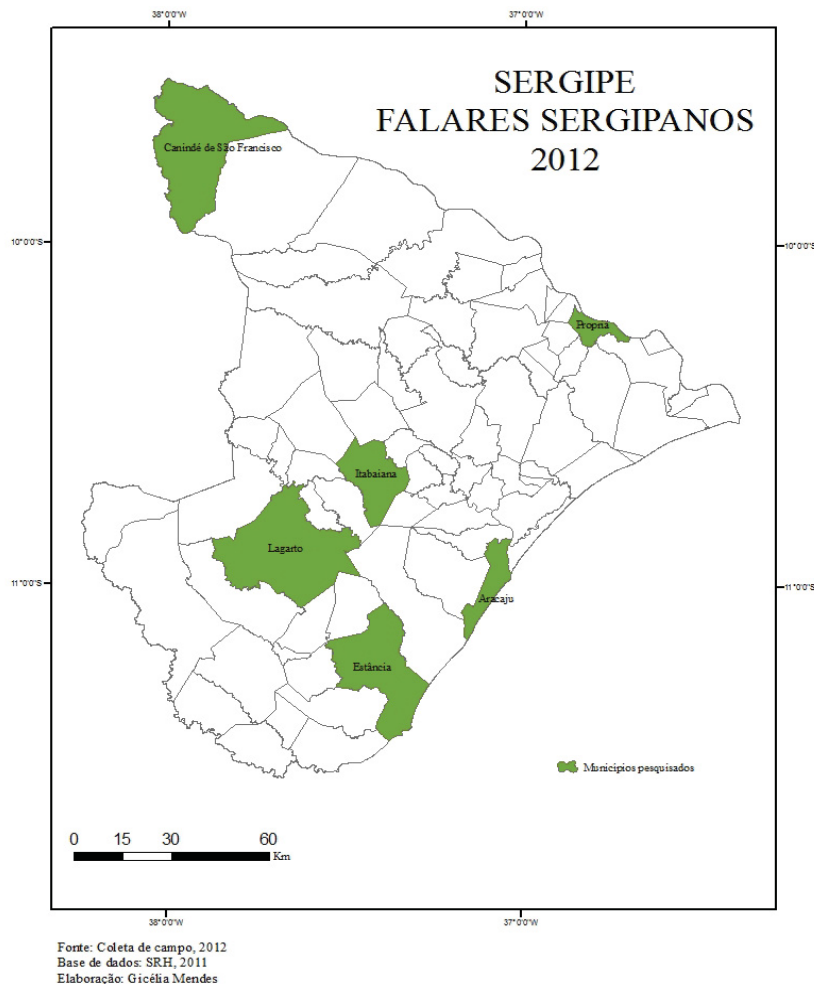 38°0'0"W
37°0'0"W
SERGIPE
FALARES SERGIPANOS
2012
Canindé de São Francisco
10°0'0"S
10°0'0"S
Propriá
Itabaiana
Lagarto
11°0'0"S
11°0'0"S
Aracaju
Estância
Municípios pesquisados
0 15 30 60
Km
38°0'0"W
37°0'0"W
Fonte: Coleta de campo, 2012
Base de dados: SRH, 2011
Elaboração: Gicélia Mendes